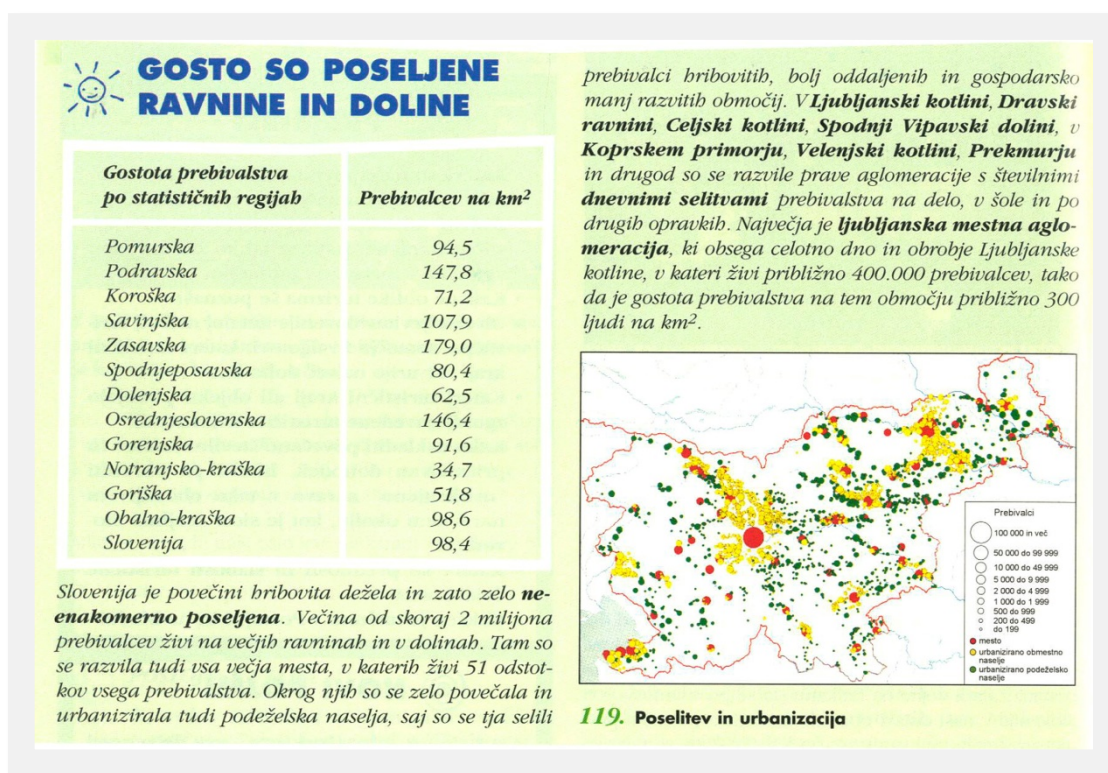 GOSTO SO POSELJENE
RAVNINE IN DOLINE
Gostota prebivalstva
po statističnih regijah Prebivalcev na km²
Pomurska 94,5
Podravska 147,8
Koroška 71,2
Savinjska 107,9
Zasavska 179,0
Spodnjeposavska 80,4
Dolenjska 62,5
Osrednjeslovenska 146,4
Gorenjska 91,6
Notranjsko-kraška 34,7
Goriška 51,8
Obalno-kraška 98,6
Slovenija 98,4
Slovenija je povečini hribovita dežela in zato zelo ne-
enakomerno poseljena. Večina od skoraj 2 milijona
prebivalcev živi na večjih ravninah in v dolinah. Tam so
se razvila tudi vsa večja mesta, v katerih živi 51 odstot-
kov vsega prebivalstva. Okrog njih so se zelo povečala in
urbanizirala tudi podeželska naselja, saj so se tja selili
prebivalci hribovitih, bolj oddaljenih in gospodarsko
manj razvitih območij. V Ljubljanski kotlini, Dravski
ravnini, Celjski kotlini, Spodnji Vipavski dolini, v
Koprskem primorju, Velenjski kotlini, Prekmurju
in drugod so se razvile prave aglomeracije s številnimi
dnevnimi selitvami prebivalstva na delo, v šole in po
drugih opravkih. Največja je ljubljanska mestna aglo-
meracija, ki obsega celotno dno in obrobje Ljubljanske
kotline, v kateri živi približno 400.000 prebivalcev, tako
da je gostota prebivalstva na tem območju približno 300
ljudi na km².
Prebivalci
100 000 in več
50 000 do 99 999
10 000 do 49 999
5 000 do 9 999
2 000 do 4 999
1 000 do 1 999
500 do 999
200 do 499
do 199
mesto
urbanizirano obmestno
naselje
urbanizirano podeželsko
naselje
119. Poselitev in urbanizacija